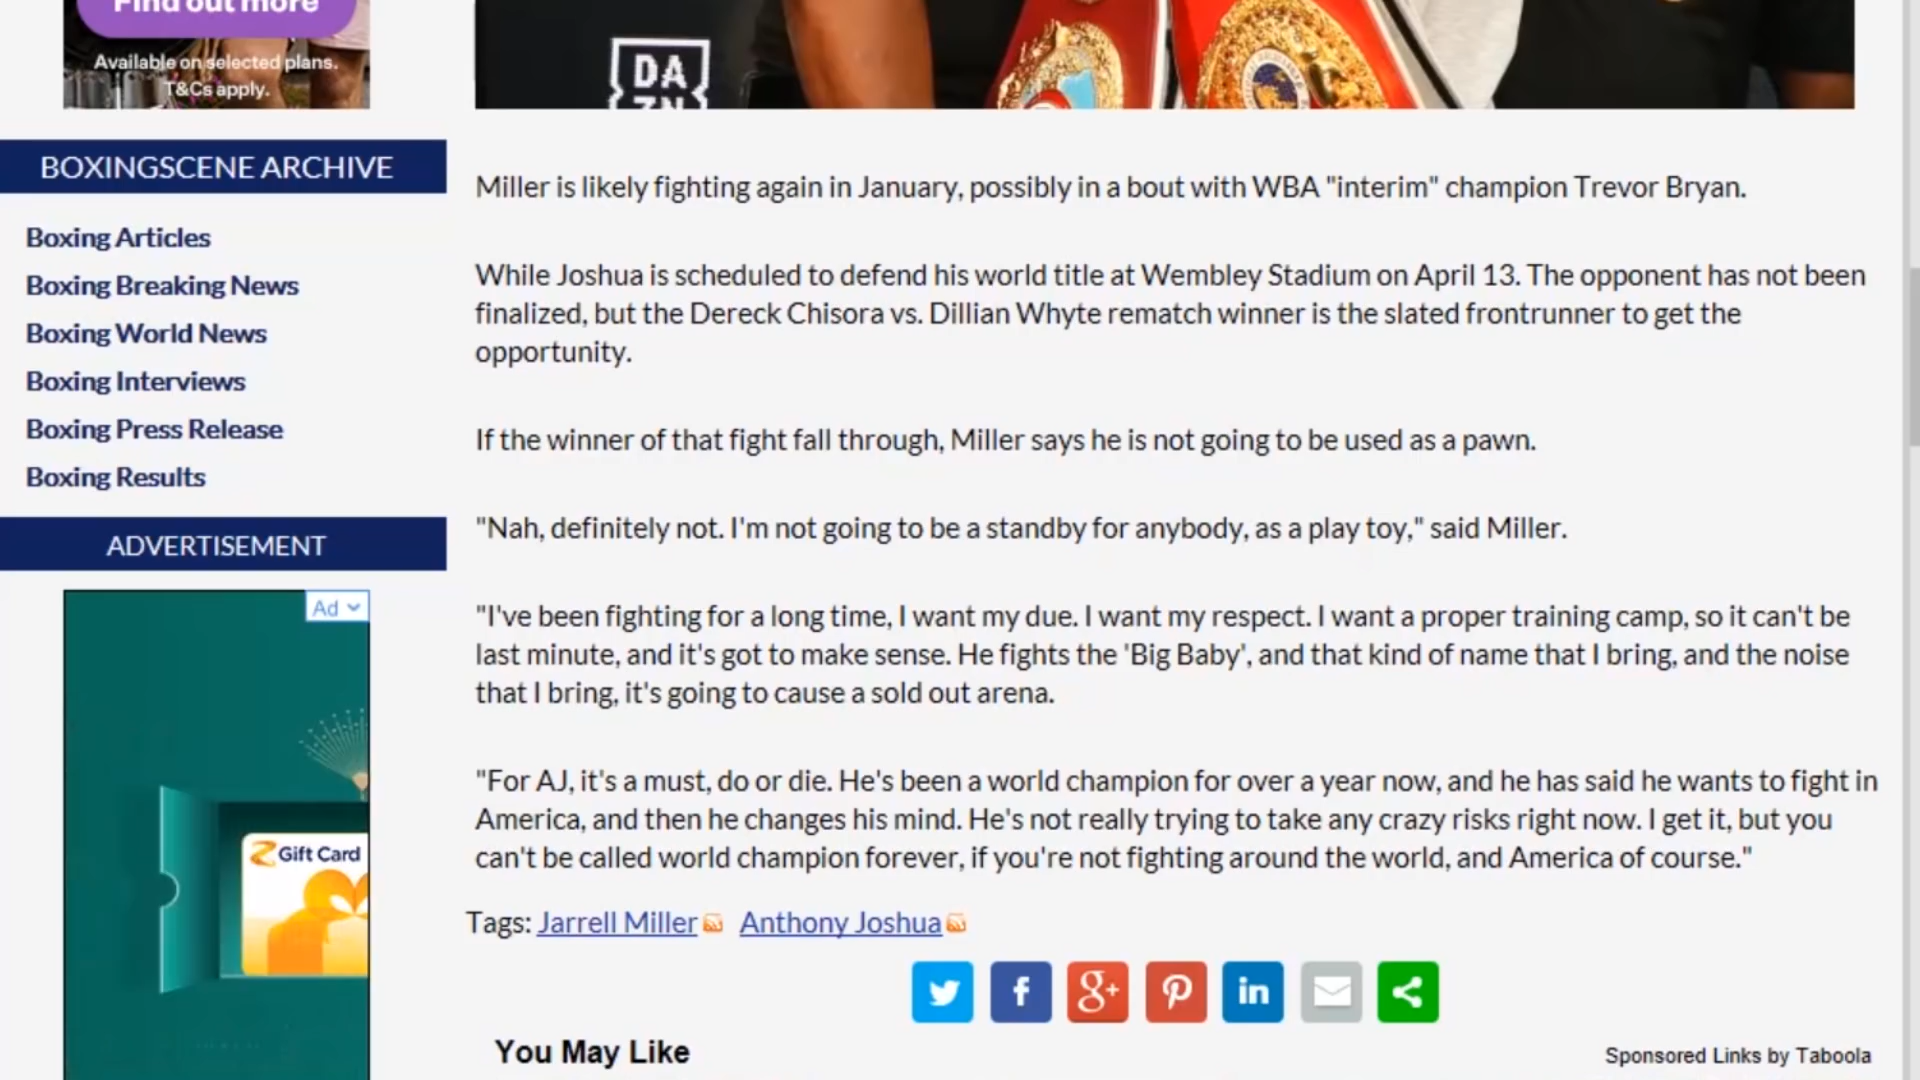 Find out more
Available on selected plans.
T&Cs apply.
DA
ZN
BOXINGSCENE ARCHIVE
Boxing Articles
Boxing Breaking News
Boxing World News
Boxing Interviews
Boxing Press Release
Boxing Results
ADVERTISEMENT
Ad
Gift Card
Miller is likely fighting again in January, possibly in a bout with WBA "interim" champion Trevor Bryan.
While Joshua is scheduled to defend his world title at Wembley Stadium on April 13. The opponent has not been
finalized, but the Dereck Chisora vs. Dillian Whyte rematch winner is the slated frontrunner to get the
opportunity.
If the winner of that fight fall through, Miller says he is not going to be used as a pawn.
"Nah, definitely not. I'm not going to be a standby for anybody, as a play toy," said Miller.
"I've been fighting for a long time, I want my due. I want my respect. I want a proper training camp, so it can't be
last minute, and it's got to make sense. He fights the 'Big Baby', and that kind of name that I bring, and the noise
that I bring, it's going to cause a sold out arena.
"For AJ, it's a must, do or die. He's been a world champion for over a year now, and he has said he wants to fight in
America, and then he changes his mind. He's not really trying to take any crazy risks right now. I get it, but you
can't be called world champion forever, if you're not fighting around the world, and America of course."
Tags: Jarrell Miller Anthony Joshua
f g+ in
You May Like
Sponsored Links by Taboola